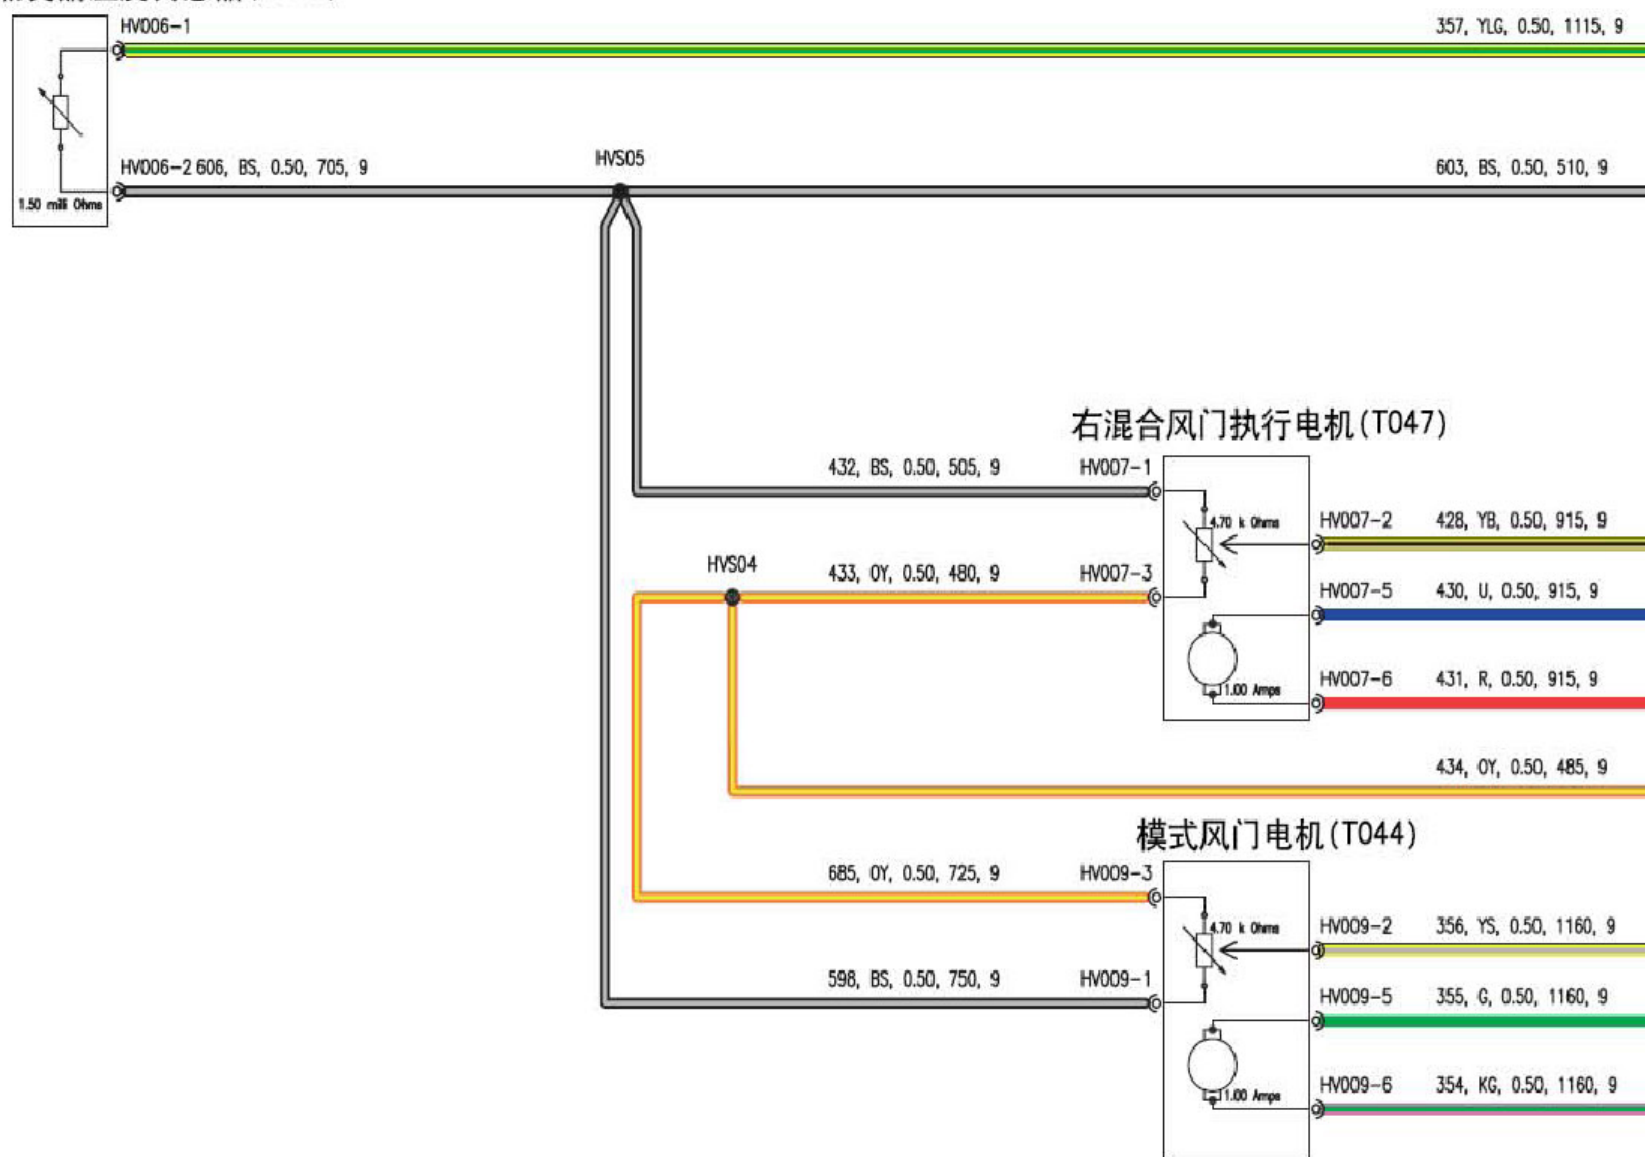 HV006-1
357, YLG, 0.50, 1115, 9
HV006-2 606, BS, 0.50, 705, 9
HVS05
603, BS, 0.50, 510, 9
1.50 milli Ohms
右混合风门执行电机(T047)
432, BS, 0.50, 505, 9
HV007-1
4.70 k Ohms
HV007-2
428, YB, 0.50, 915, 9
HVS04
433, OY, 0.50, 480, 9
HV007-3
HV007-5
430, U, 0.50, 915, 9
HV007-6
431, R, 0.50, 915, 9
1.00 Amps
434, OY, 0.50, 485, 9
模式风门电机(T044)
685, OY, 0.50, 725, 9
HV009-3
4.70 k Ohms
HV009-2
356, YS, 0.50, 1160, 9
598, BS, 0.50, 750, 9
HV009-1
HV009-5
355, G, 0.50, 1160, 9
HV009-6
354, KG, 0.50, 1160, 9
1.00 Amps